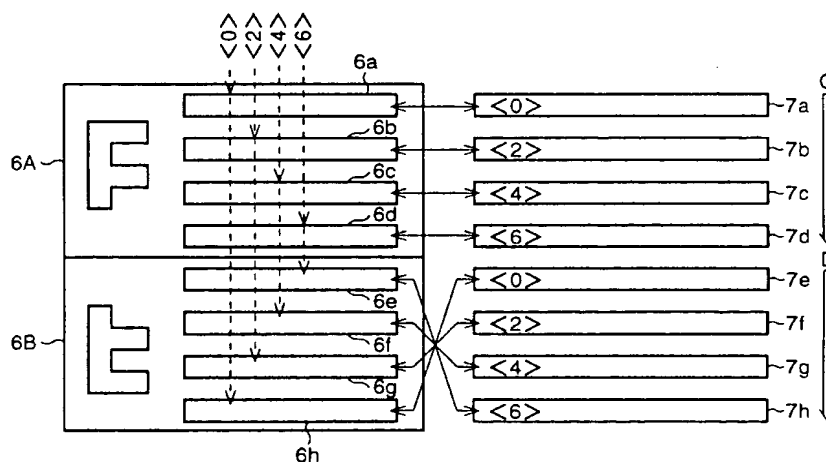 <0> <2> <4> <6>
6a
C
<0> 7a
6b
<2> 7b
6A
6c
<4> 7c
6d
<6> 7d
D
<0> 7e
6e
<2> 7f
6B
6f
<4> 7g
6g
<6> 7h
6h